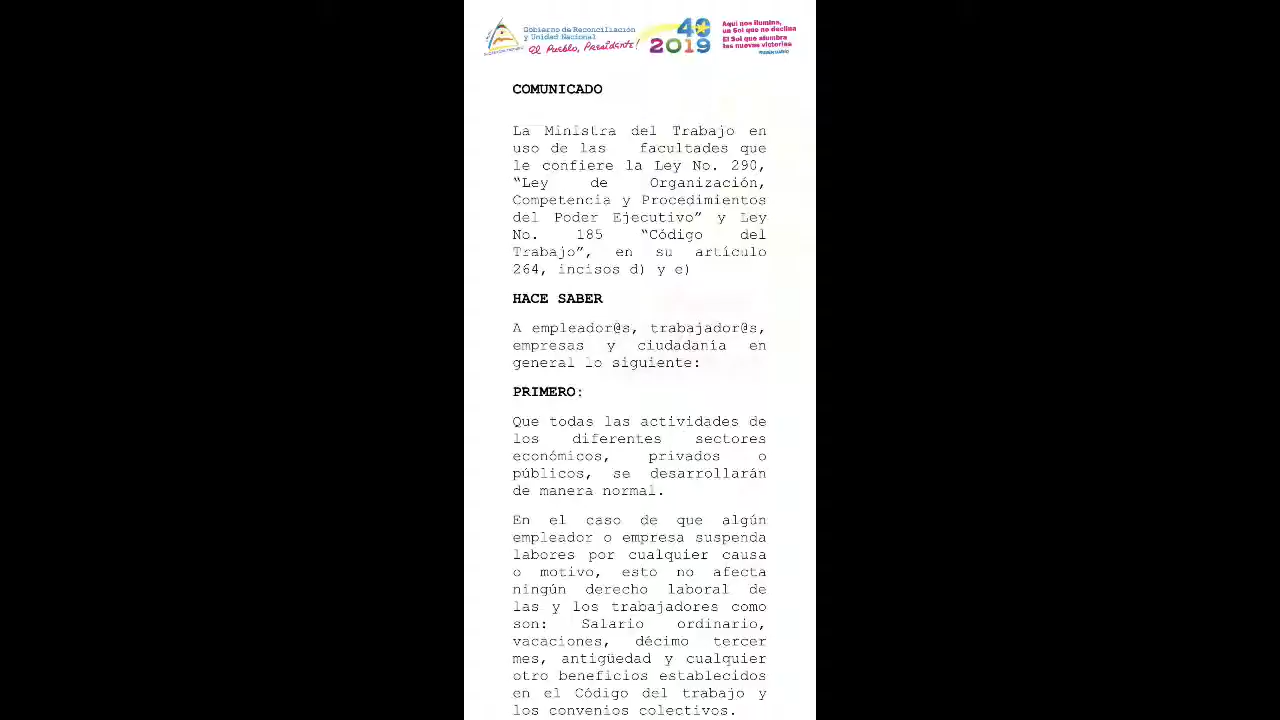 Gobierno de Reconciliación
y Unidad Nacional
El Pueblo, Presidente!
40
2019
Aquí nos ilumina,
un Sol que no declina
El Sol que alumbra
las nuevas victorias
COMUNICADO
La Ministra del Trabajo en
uso de las facultades que
le confiere la Ley No. 290,
“Ley de Organización,
Competencia y Procedimientos
del Poder Ejecutivo” y Ley
No. 185 “Código del
Trabajo”, en su artículo
264, incisos d) y e)
HACE SABER
A empleador@s, trabajador@s,
empresas y ciudadanía en
general lo siguiente:
PRIMERO:
Que todas las actividades de
los diferentes sectores
económicos, privados o
públicos, se desarrollarán
de manera normal.
En el caso de que algún
empleador o empresa suspenda
labores por cualquier causa
o motivo, esto no afecta
ningún derecho laboral de
las y los trabajadores como
son: Salario ordinario,
vacaciones, décimo tercer
mes, antigüedad y cualquier
otro beneficios establecidos
en el Código del trabajo y
los convenios colectivos.